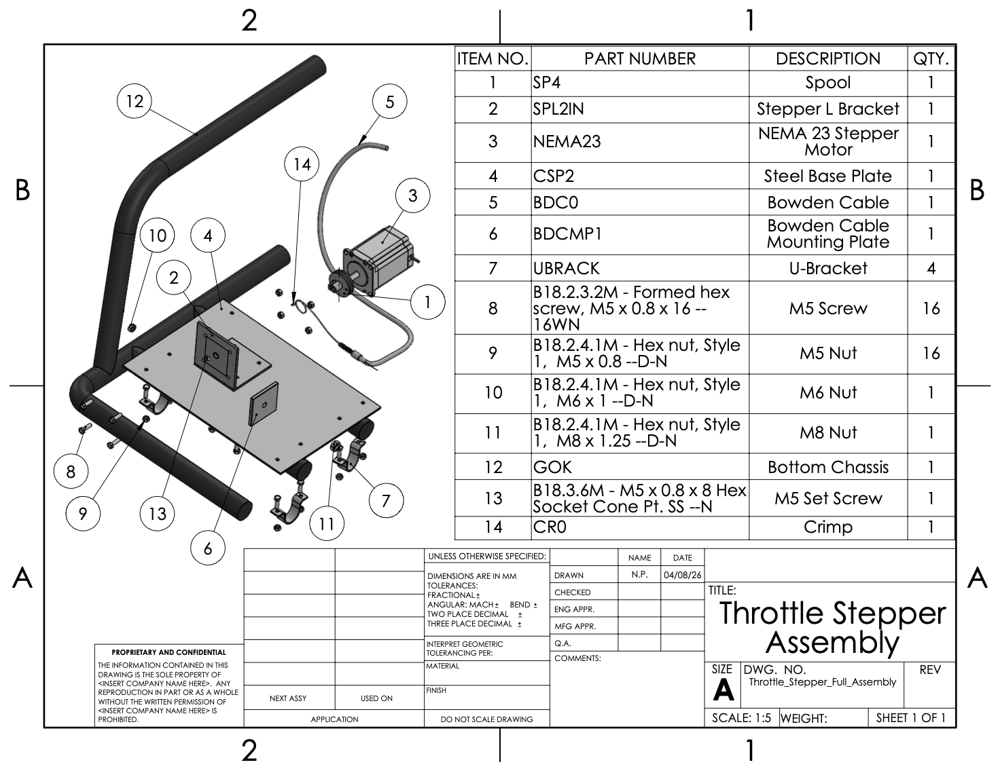 2
1
B
B
A
A
2
1
ITEM NO. PART NUMBER DESCRIPTION QTY.
1 SP4 Spool 1
2 SPL2IN Stepper L Bracket 1
3 NEMA23 NEMA 23 Stepper
Motor 1
4 CSP2 Steel Base Plate 1
5 BDC0 Bowden Cable 1
6 BDCMP1 Bowden Cable
Mounting Plate 1
7 UBRACK U-Bracket 4
8 B18.2.3.2M - Formed hex
screw, M5 x 0.8 x 16 --
16WN M5 Screw 16
9 B18.2.4.1M - Hex nut, Style
1, M5 x 0.8 --D-N M5 Nut 16
10 B18.2.4.1M - Hex nut, Style
1, M6 x 1 --D-N M6 Nut 1
11 B18.2.4.1M - Hex nut, Style
1, M8 x 1.25 --D-N M8 Nut 1
12 GOK Bottom Chassis 1
13 B18.3.6M - M5 x 0.8 x 8 Hex
Socket Cone Pt. SS --N M5 Set Screw 1
14 CR0 Crimp 1
12
5
14
3
10
4
2
1
8
9
13
6
11
7
PROPRIETARY AND CONFIDENTIAL
THE INFORMATION CONTAINED IN THIS
DRAWING IS THE SOLE PROPERTY OF
<INSERT COMPANY NAME HERE>. ANY
REPRODUCTION IN PART OR AS A WHOLE
WITHOUT THE WRITTEN PERMISSION OF
<INSERT COMPANY NAME HERE> IS
PROHIBITED.
NEXT ASSY USED ON
APPLICATION
UNLESS OTHERWISE SPECIFIED:
DIMENSIONS ARE IN MM
TOLERANCES:
FRACTIONAL ±
ANGULAR: MACH ± BEND ±
TWO PLACE DECIMAL ±
THREE PLACE DECIMAL ±
INTERPRET GEOMETRIC
TOLERANCING PER:
MATERIAL
FINISH
DO NOT SCALE DRAWING
NAME DATE
DRAWN N.P. 04/08/26
CHECKED
ENG APPR.
MFG APPR.
Q.A.
COMMENTS:
TITLE:
Throttle Stepper
Assembly
SIZE DWG. NO. REV
A Throttle_Stepper_Full_Assembly
SCALE: 1:5 WEIGHT: SHEET 1 OF 1